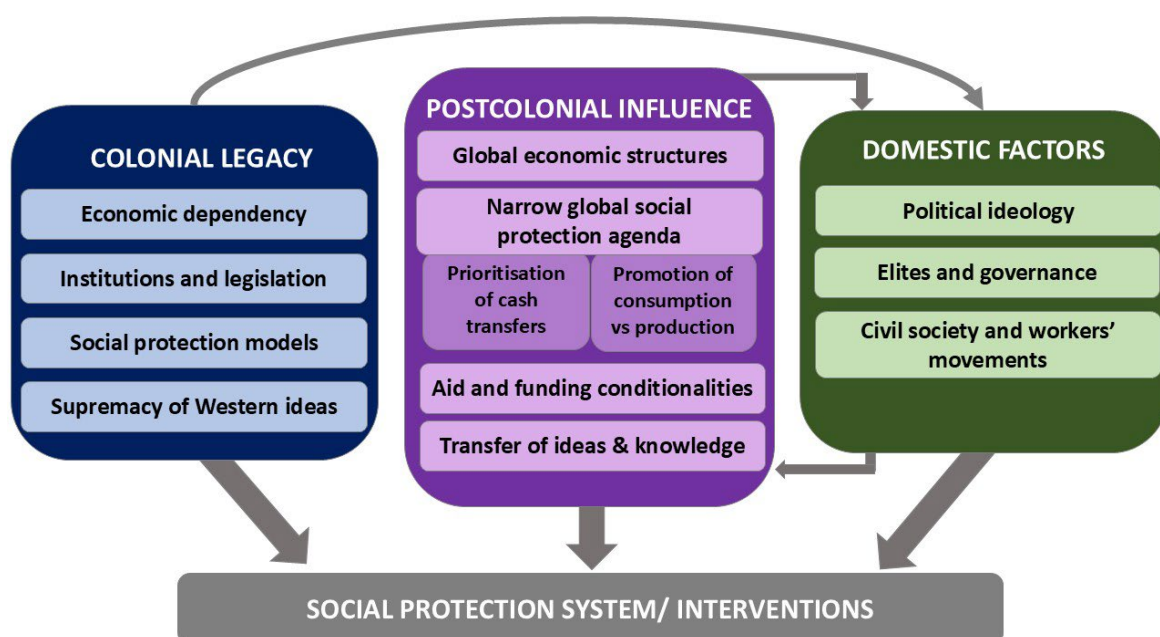 COLONIAL LEGACY
Economic dependency
Institutions and legislation
Social protection models
Supremacy of Western ideas
POSTCOLONIAL INFLUENCE
Global economic structures
Narrow global social
protection agenda
Prioritisation
of cash
transfers
Promotion of
consumption
vs production
Aid and funding conditionalities
Transfer of ideas & knowledge
DOMESTIC FACTORS
Political ideology
Elites and governance
Civil society and workers’
movements
SOCIAL PROTECTION SYSTEM/ INTERVENTIONS